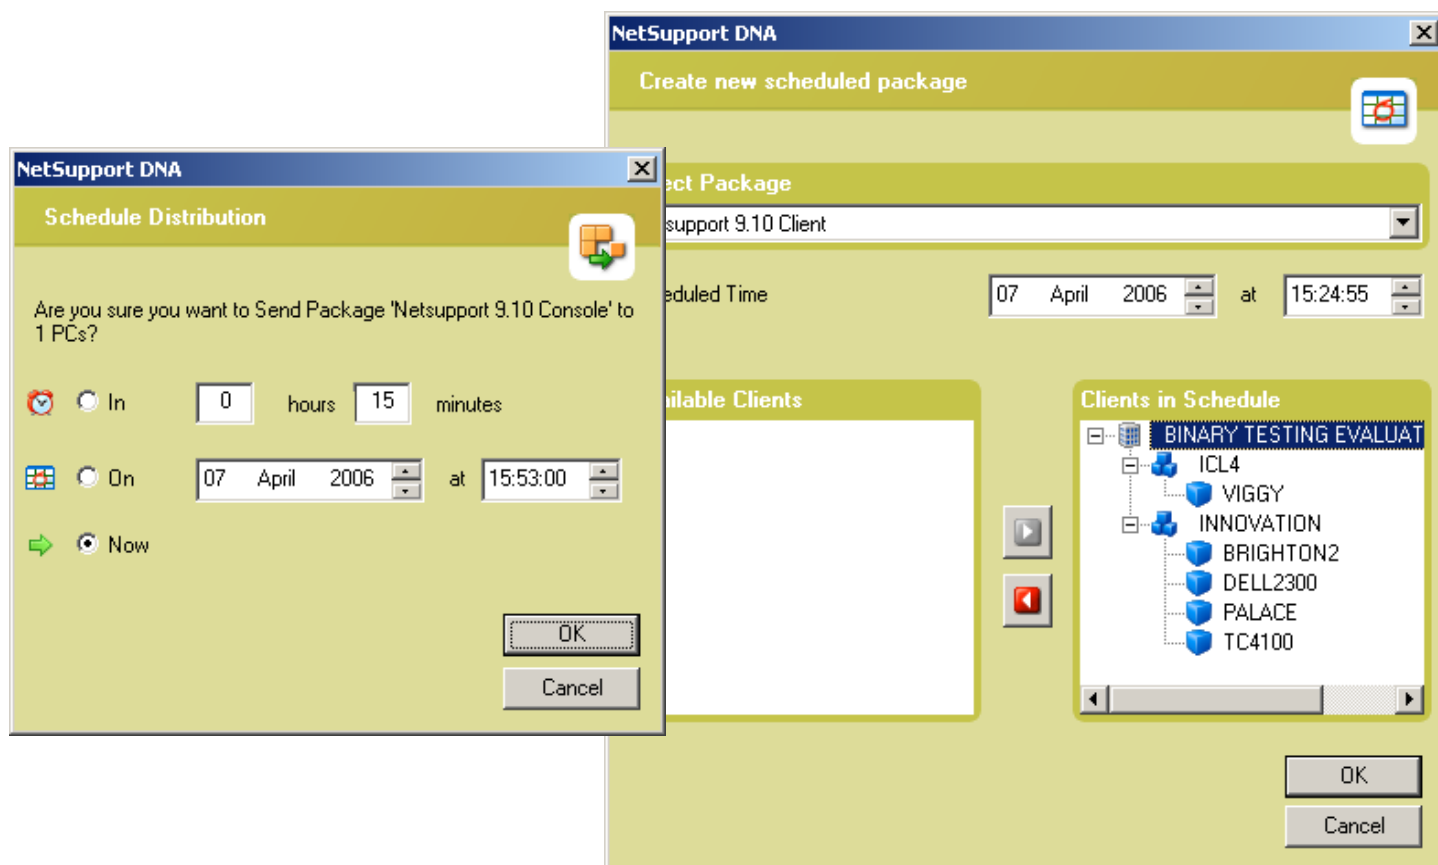 NetSupport DNA
Schedule Distribution
Are you sure you want to Send Package 'Netsupport 9.10 Console' to
1 PCs?
In 0 hours 15 minutes
On 07 April 2006 at 15:53:00
Now
OK
Cancel
NetSupport DNA
Create new scheduled package
ect Package
support 9.10 Client
eduled Time 07 April 2006 at 15:24:55
ilable Clients
Clients in Schedule
BINARY TESTING EVALUAT
ICL4
VIGGY
INNOVATION
BRIGHTON2
DELL2300
PALACE
TC4100
OK
Cancel